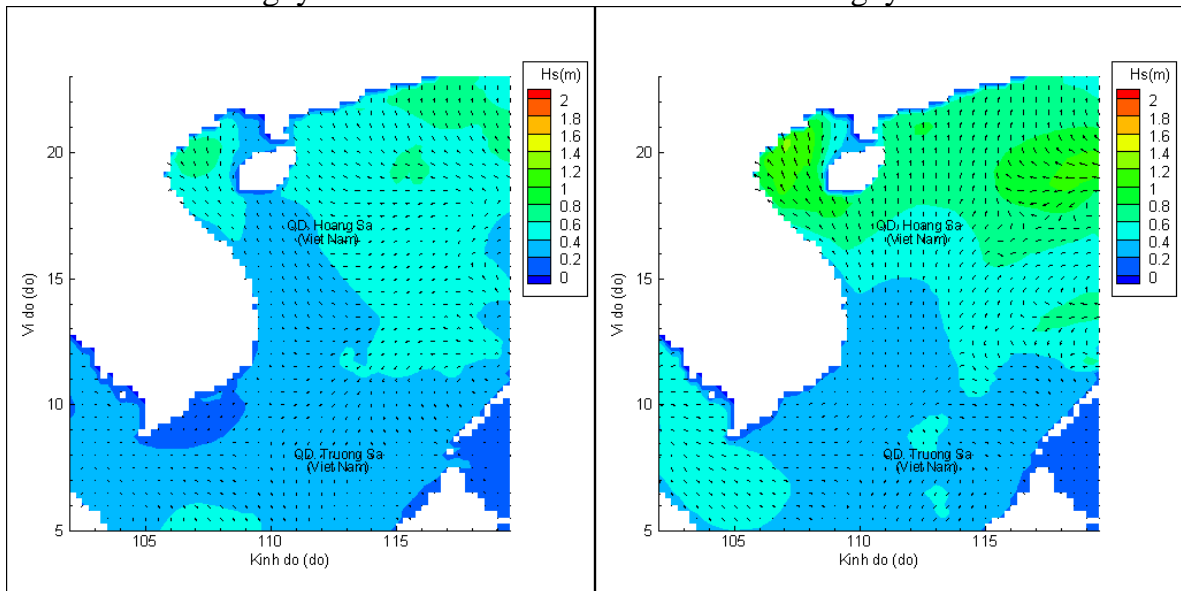 Hs(m)
2
1.8
1.6
1.4
1.2
1
0.8
0.6
0.4
0.2
0
20
15
10
5
Vi do (do)
QD. Hoang Sa
(Viet Nam)
QD. Truong Sa
(Viet Nam)
105
110
115
Kinh do (do)
Hs(m)
2
1.8
1.6
1.4
1.2
1
0.8
0.6
0.4
0.2
0
20
15
10
5
Vi do (do)
QD. Hoang Sa
(Viet Nam)
QD. Truong Sa
(Viet Nam)
105
110
115
Kinh do (do)